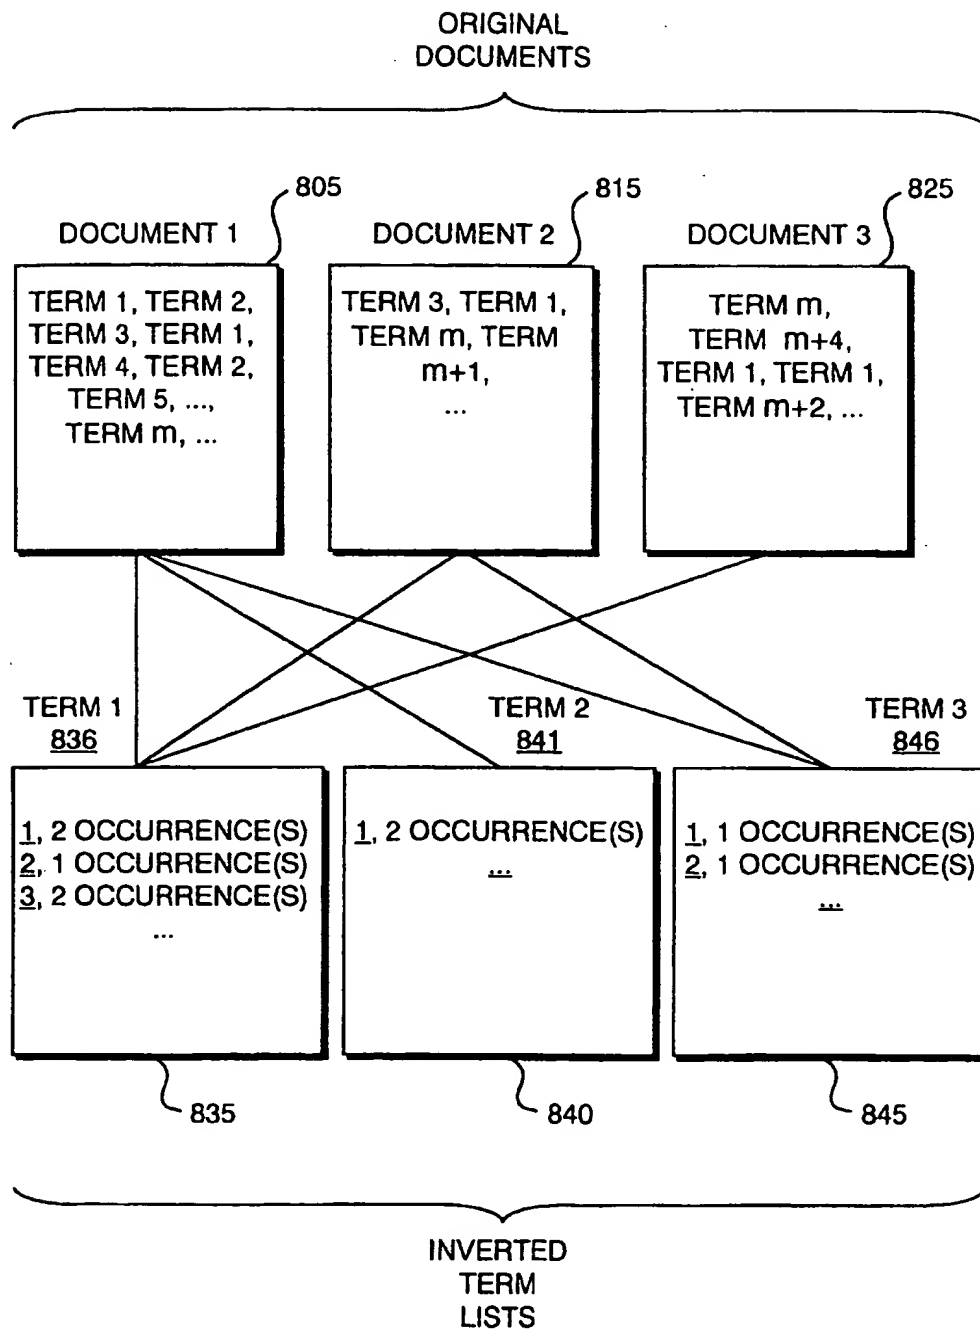 ORIGINAL
DOCUMENTS
805
815
825
DOCUMENT 1
DOCUMENT 2
DOCUMENT 3
TERM 1, TERM 2,
TERM 3, TERM 1,
TERM 4, TERM 2,
TERM 5, ...,
TERM m, ...
TERM 3, TERM 1,
TERM m, TERM
m+1,
...
TERM m,
TERM m+4,
TERM 1, TERM 1,
TERM m+2, ...
TERM 1
836
TERM 2
841
TERM 3
846
1, 2 OCCURRENCE(S)
2, 1 OCCURRENCE(S)
3, 2 OCCURRENCE(S)
...
1, 2 OCCURRENCE(S)
...
1, 1 OCCURRENCE(S)
2, 1 OCCURRENCE(S)
...
835
840
845
INVERTED
TERM
LISTS